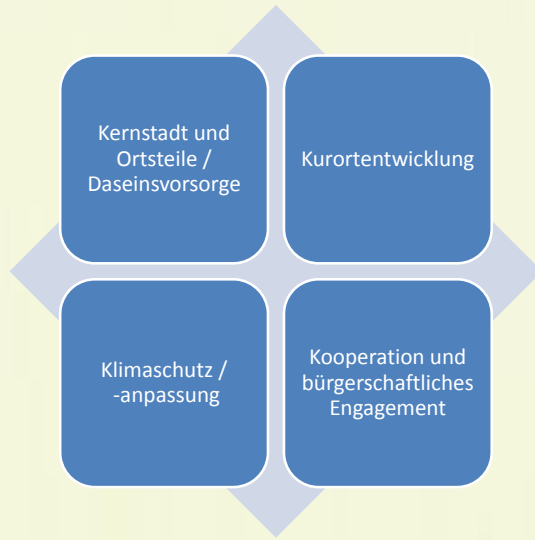 Kernstadt und
Ortsteile /
Daseinsvorsorge
Kurortentwicklung
Klimaschutz /
-anpassung
Kooperation und
bürgerschaftliches
Engagement